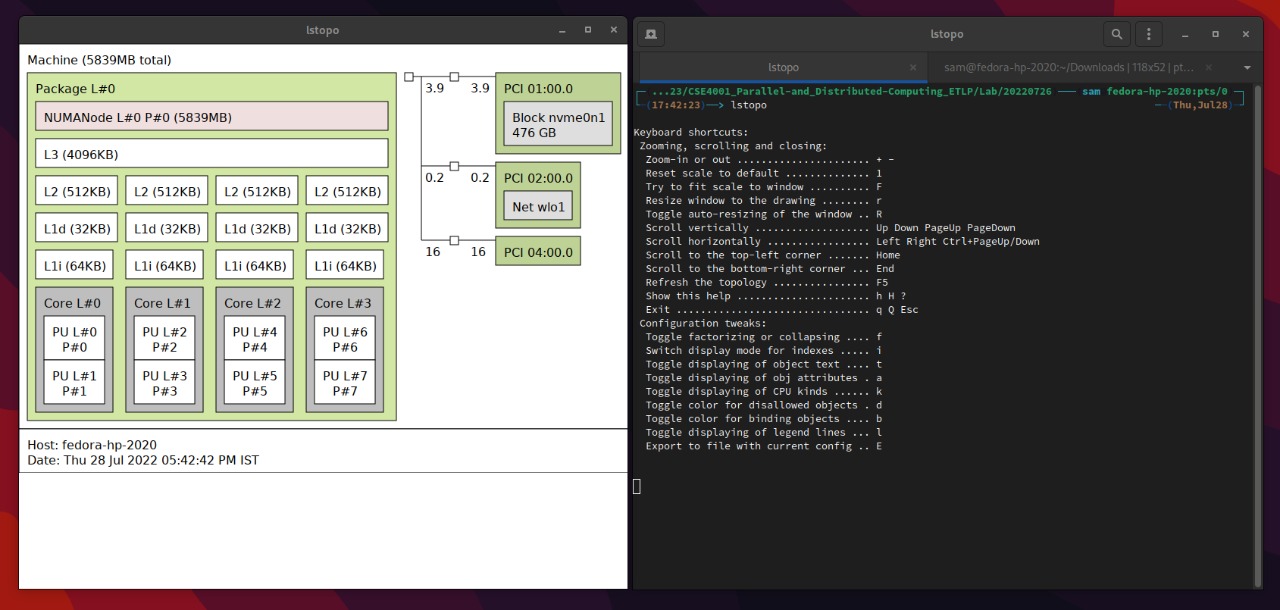 lstopo
Machine (5839MB total)
Package L#0
NUMANode L#0 P#0 (5839MB)
L3 (4096KB)
L2 (512KB) L2 (512KB) L2 (512KB) L2 (512KB)
L1d (32KB) L1d (32KB) L1d (32KB) L1d (32KB)
L1i (64KB) L1i (64KB) L1i (64KB) L1i (64KB)
Core L#0 Core L#1 Core L#2 Core L#3
PU L#0 PU L#2 PU L#4 PU L#6
P#0 P#2 P#4 P#6
PU L#1 PU L#3 PU L#5 PU L#7
P#1 P#3 P#5 P#7
3.9 3.9 PCI 01:00.0
Block nvme0n1
476 GB
0.2 0.2 PCI 02:00.0
Net wlo1
16 16 PCI 04:00.0
Host: fedora-hp-2020
Date: Thu 28 Jul 2022 05:42:42 PM IST
lstopo
lstopo × sam@fedora-hp-2020:~/Downloads | 118x52 | pt... ×
...23/CSE4001_Parallel-and_Distributed-Computing_ETLP/Lab/20220726 sam fedora-hp-2020:pts/0
(17:42:23)──> lstopo (Thu,Jul28)
Keyboard shortcuts:
Zooming, scrolling and closing:
Zoom-in or out ...................... + -
Reset scale to default .............. 1
Try to fit scale to window .......... F
Resize window to the drawing ........ r
Toggle auto-resizing of the window .. R
Scroll vertically ................... Up Down PageUp PageDown
Scroll horizontally ................. Left Right Ctrl+PageUp/Down
Scroll to the top-left corner ....... Home
Scroll to the bottom-right corner ... End
Refresh the topology ................ F5
Show this help ...................... h H ?
Exit ................................ q Q Esc
Configuration tweaks:
Toggle factorizing or collapsing .... f
Switch display mode for indexes ..... i
Toggle displaying of object text .... t
Toggle displaying of obj attributes . a
Toggle displaying of CPU kinds ...... k
Toggle color for disallowed objects . d
Toggle color for binding objects .... b
Toggle displaying of legend lines ... l
Export to file with current config .. E